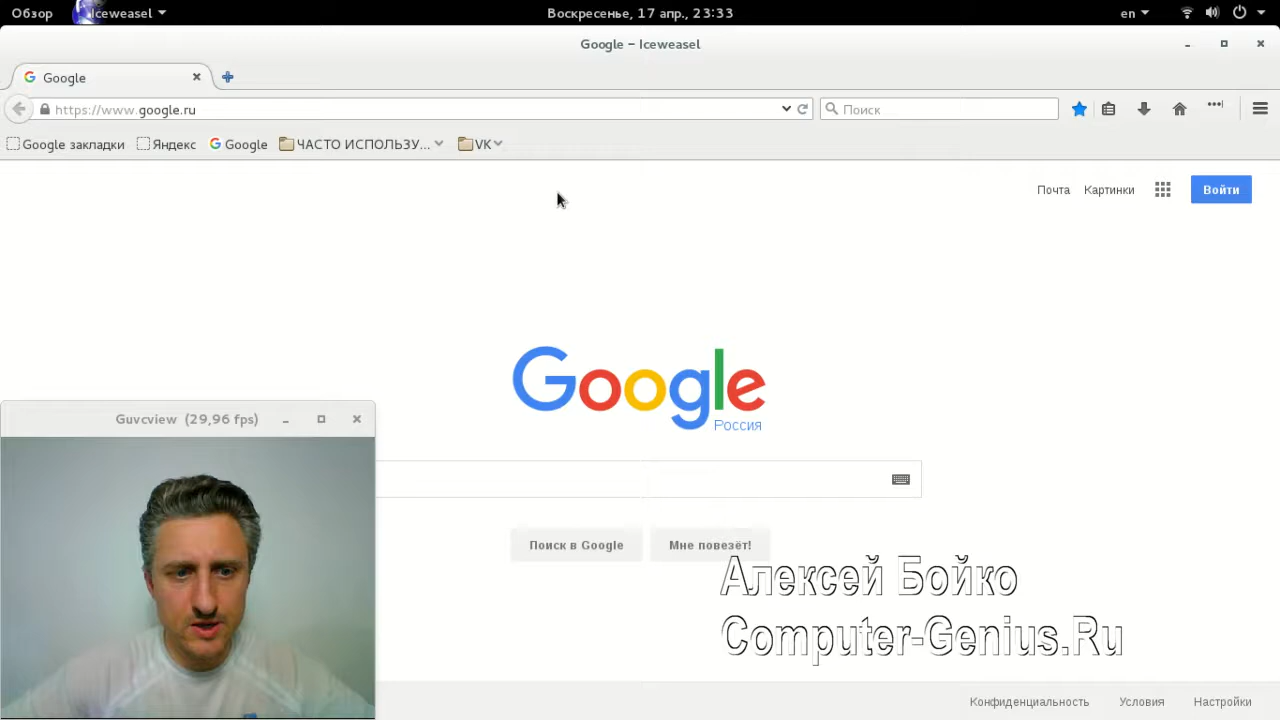 Обзор
Iceweasel
Воскресенье, 17 апр., 23:33
en
Google – Iceweasel
Google
https://www.google.ru
Поиск
Google закладки
Яндекс
Google
ЧАСТО ИСПОЛЬЗУ...
VK
Почта
Картинки
Войти
Google
Россия
Guvcview (29,96 fps)
Поиск в Google
Мне повезёт!
Алексей Бойко
Computer-Genius.Ru
Конфиденциальность
Условия
Настройки